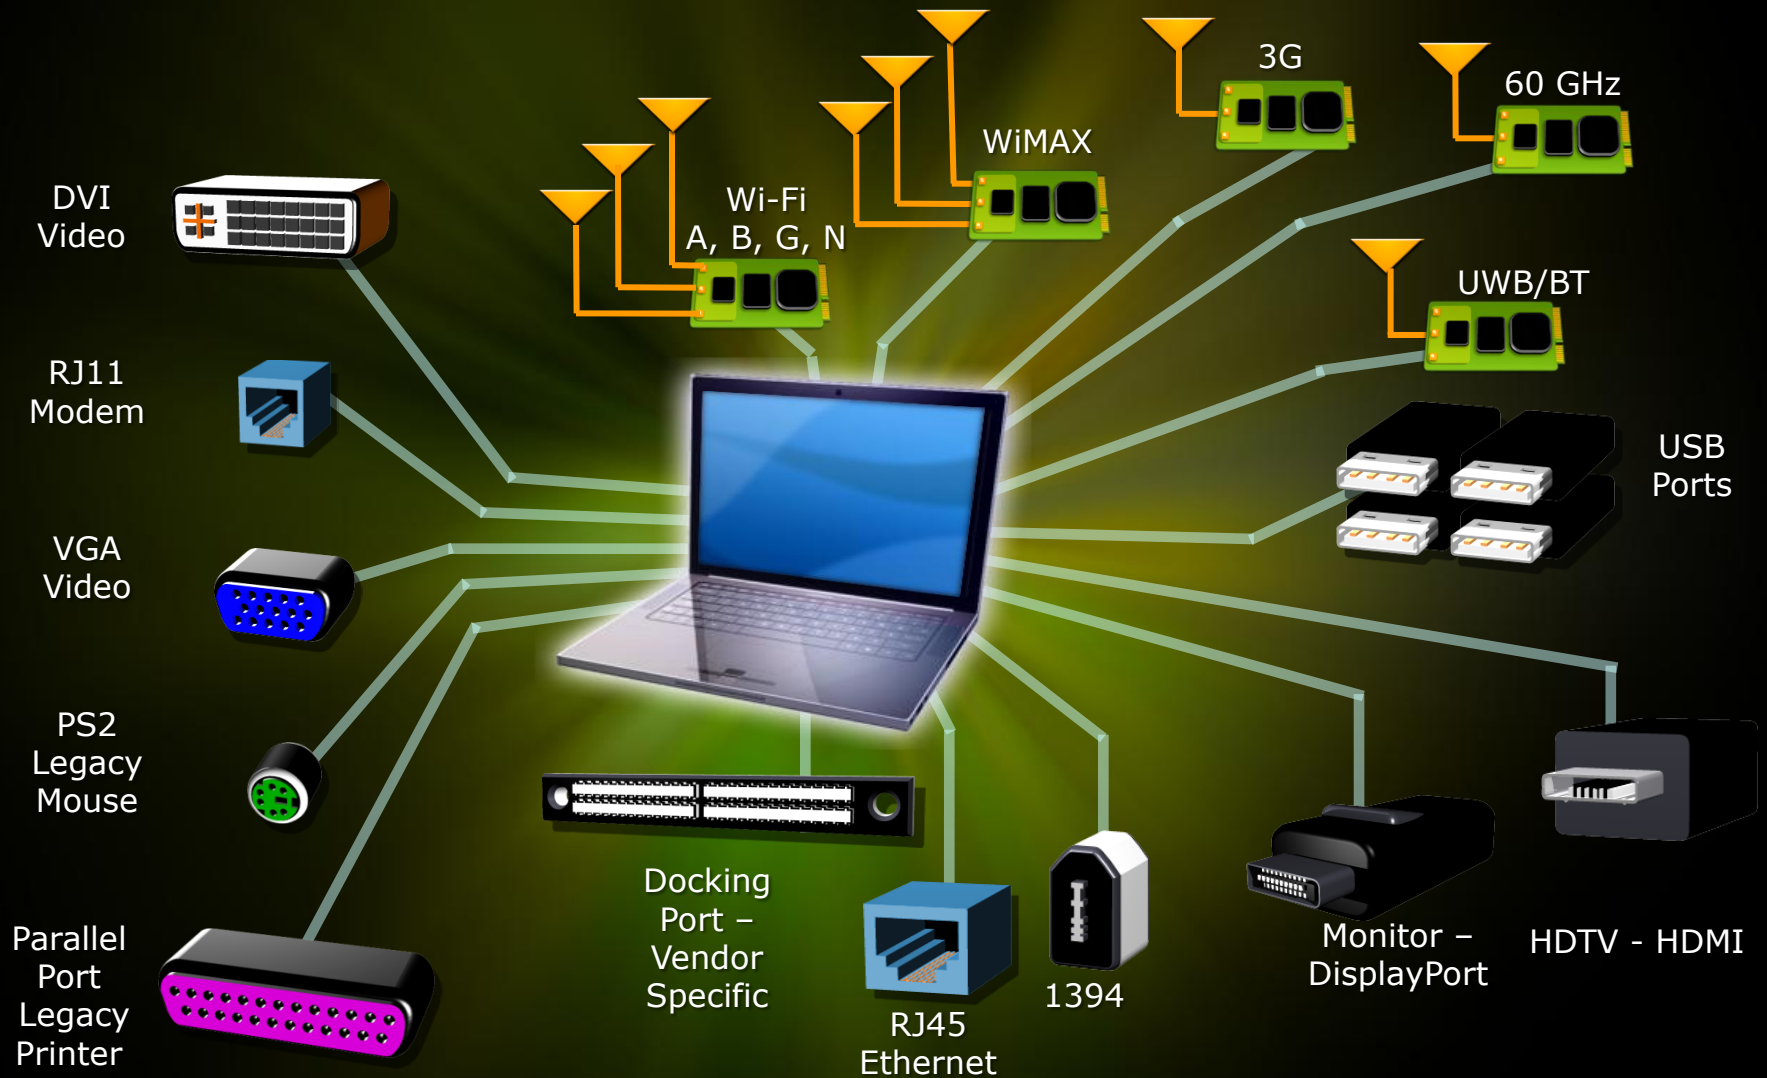 3G
60 GHz
WiMAX
DVI
Video
Wi-Fi
A, B, G, N
UWB/BT
RJ11
Modem
USB
Ports
VGA
Video
PS2
Legacy
Mouse
Docking
Port –
Vendor
Specific
Parallel
Port
Legacy
Printer
Monitor –
DisplayPort
HDTV - HDMI
1394
RJ45
Ethernet